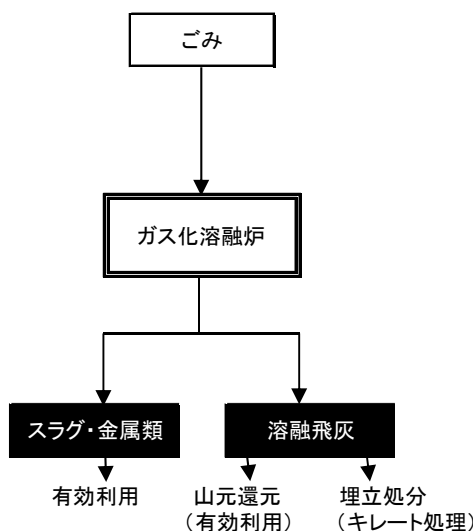 ごみ
ガス化溶融炉
スラグ・金属類
溶融飛灰
有効利用
山元還元
（有効利用）
埋立処分
（キレート処理）